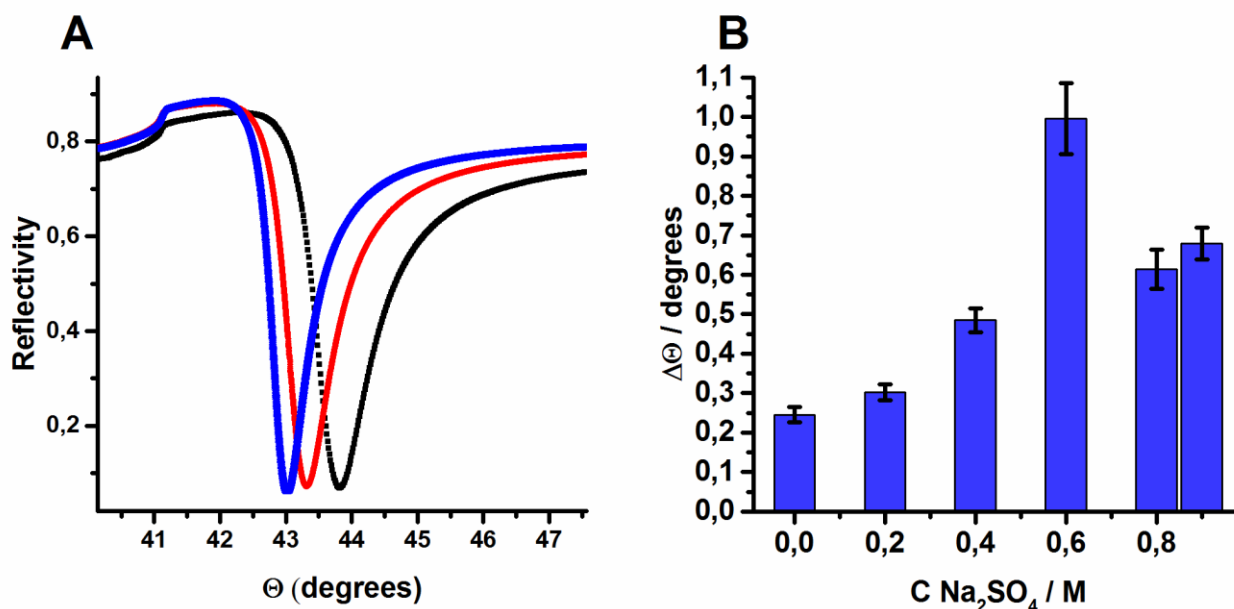 A
Reflectivity
0,8
0,6
0,4
0,2
41 42 43 44 45 46 47
Θ (degrees)
B
ΔΘ / degrees
1,1
1,0
0,9
0,8
0,7
0,6
0,5
0,4
0,3
0,2
0,1
0,0
0,0 0,2 0,4 0,6 0,8
C Na₂SO₄ / M